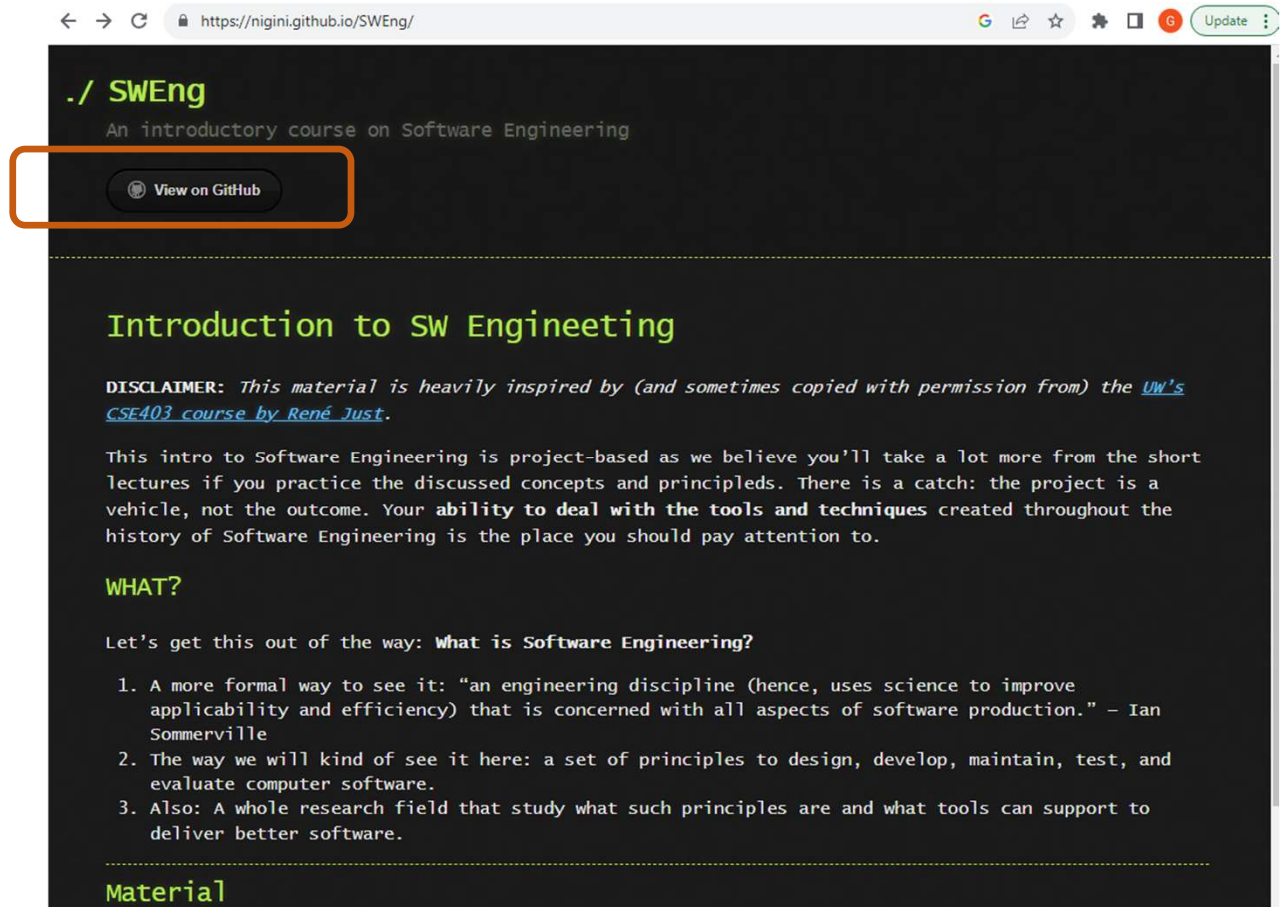 https://nigini.github.io/SWEng/
G
Update
./ SWEng
An introductory course on Software Engineering
View on GitHub
Introduction to SW Engineeting
DISCLAIMER: This material is heavily inspired by (and sometimes copied with permission from) the UW's
CSE403 course by René Just.
This intro to Software Engineering is project-based as we believe you'll take a lot more from the short
lectures if you practice the discussed concepts and principleds. There is a catch: the project is a
vehicle, not the outcome. Your ability to deal with the tools and techniques created throughout the
history of Software Engineering is the place you should pay attention to.
WHAT?
Let's get this out of the way: What is Software Engineering?
1. A more formal way to see it: “an engineering discipline (hence, uses science to improve
applicability and efficiency) that is concerned with all aspects of software production.” – Ian
Sommerville
2. The way we will kind of see it here: a set of principles to design, develop, maintain, test, and
evaluate computer software.
3. Also: A whole research field that study what such principles are and what tools can support to
deliver better software.
Material